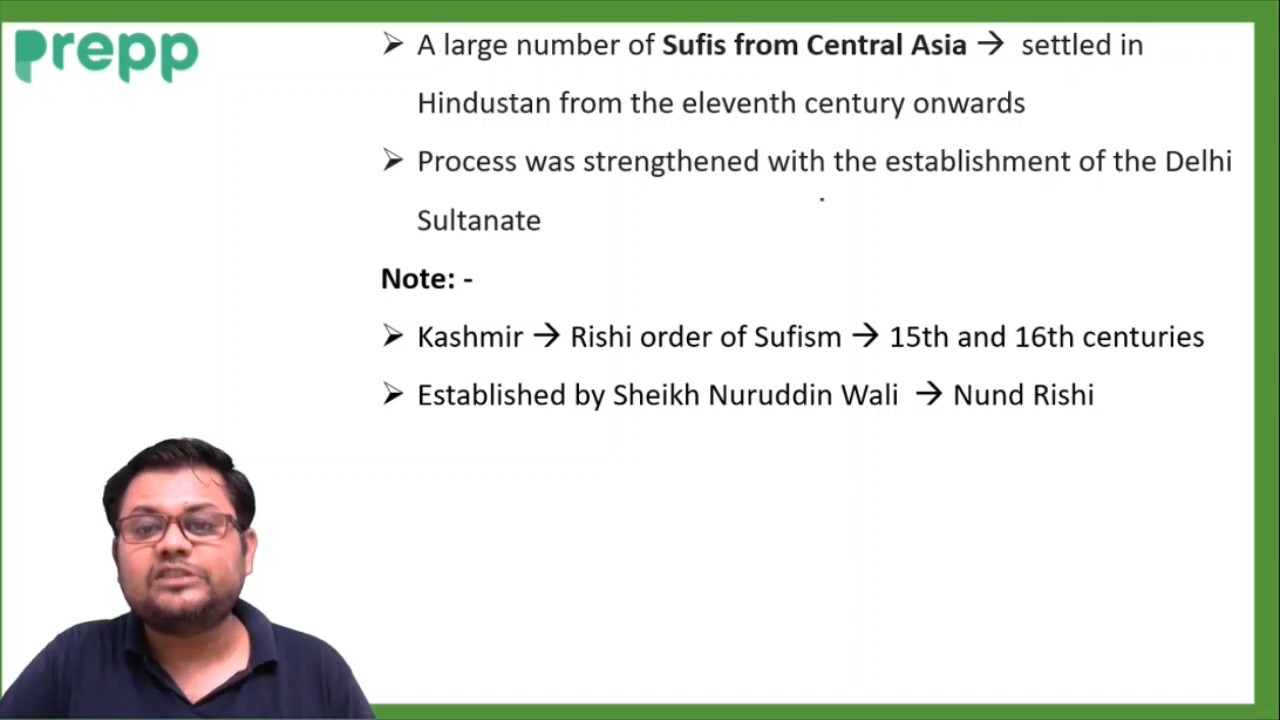 prepp
➢ A large number of Sufis from Central Asia → settled in
Hindustan from the eleventh century onwards
➢ Process was strengthened with the establishment of the Delhi
Sultanate
Note: -
➢ Kashmir → Rishi order of Sufism → 15th and 16th centuries
➢ Established by Sheikh Nuruddin Wali → Nund Rishi